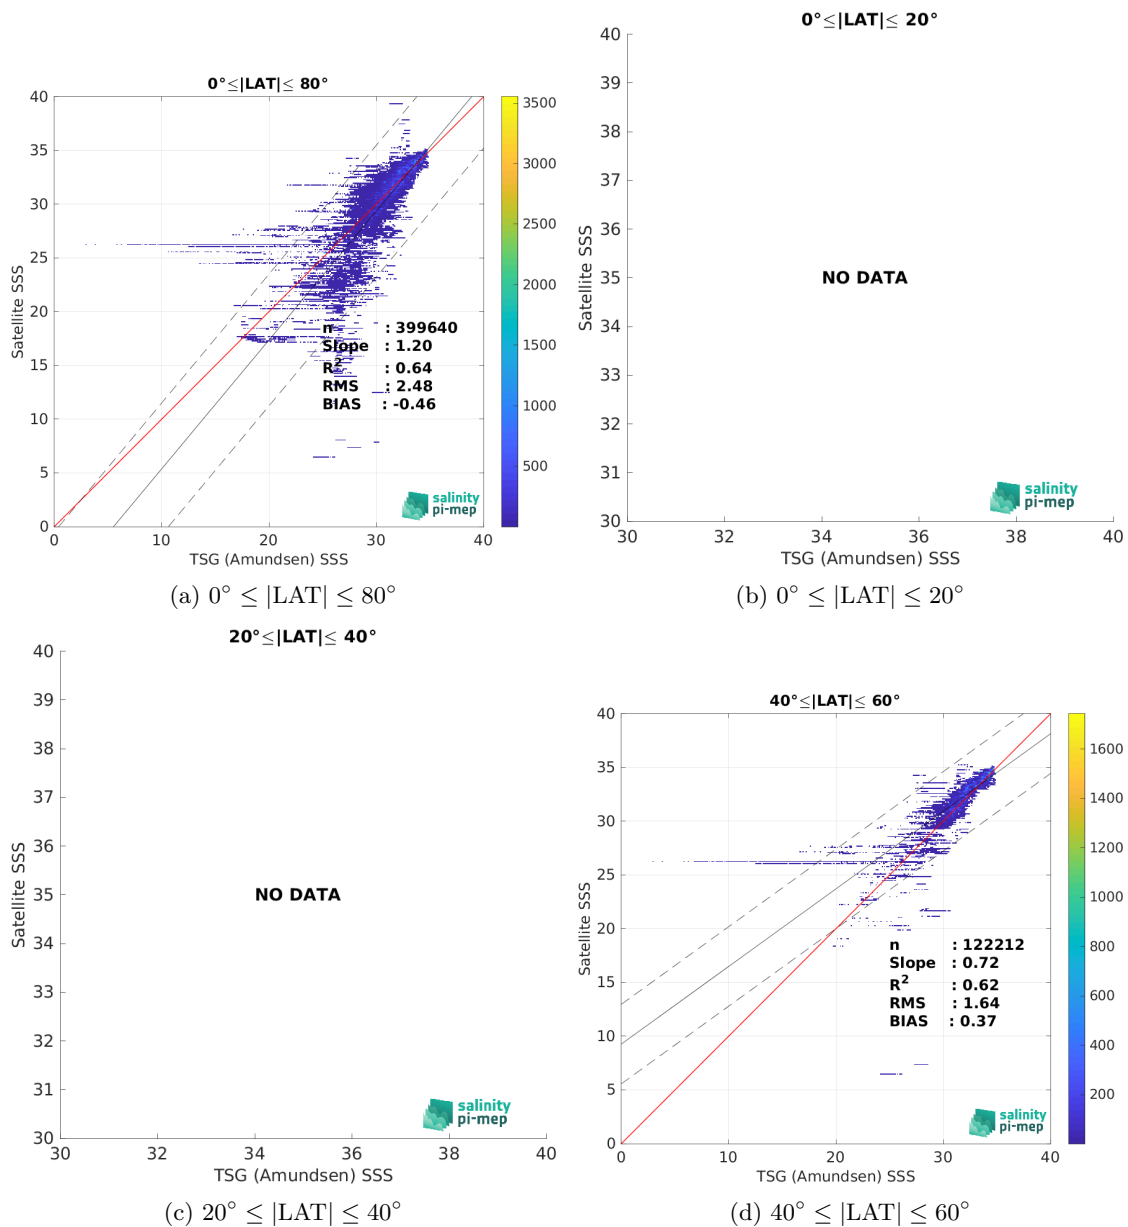 0°≤|LAT|≤ 80°
40
35
30
25
20
15
10
5
0
Satellite SSS
n : 399640
Slope : 1.20
R2 : 0.64
RMS : 2.48
BIAS : -0.46
salinity
pi-mep
0 10 20 30 40
TSG (Amundsen) SSS
3500
3000
2500
2000
1500
1000
500
(a) 0° ≤ |LAT| ≤ 80°
0°≤|LAT|≤ 20°
40
39
38
37
36
35
34
33
32
31
30
Satellite SSS
NO DATA
salinity
pi-mep
30 32 34 36 38 40
TSG (Amundsen) SSS
(b) 0° ≤ |LAT| ≤ 20°
20°≤|LAT|≤ 40°
40
39
38
37
36
35
34
33
32
31
30
Satellite SSS
NO DATA
salinity
pi-mep
30 32 34 36 38 40
TSG (Amundsen) SSS
(c) 20° ≤ |LAT| ≤ 40°
40°≤|LAT|≤ 60°
40
35
30
25
20
15
10
5
0
Satellite SSS
n : 122212
Slope : 0.72
R2 : 0.62
RMS : 1.64
BIAS : 0.37
salinity
pi-mep
0 10 20 30 40
TSG (Amundsen) SSS
1600
1400
1200
1000
800
600
400
200
(d) 40° ≤ |LAT| ≤ 60°